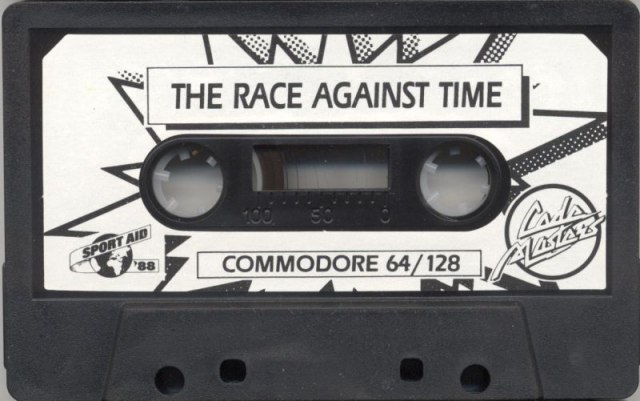 THE RACE AGAINST TIME
100 50 0
SPORT AID
'88
COMMODORE 64/128
Code
Masters